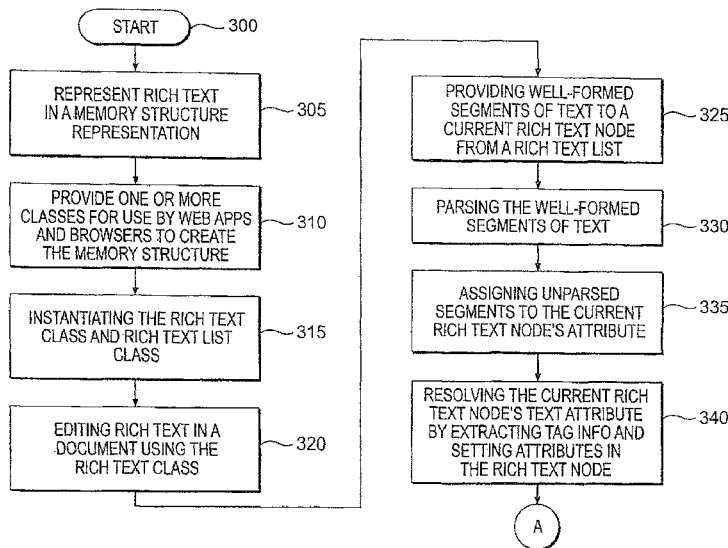 START
300
REPRESENT RICH TEXT
IN A MEMORY STRUCTURE
REPRESENTATION
305
PROVIDE ONE OR MORE
CLASSES FOR USE BY WEB APPS
AND BROWSERS TO CREATE
THE MEMORY STRUCTURE
310
INSTANTIATING THE RICH TEXT
CLASS AND RICH TEXT LIST
CLASS
315
EDITING RICH TEXT IN A
DOCUMENT USING THE
RICH TEXT CLASS
320
PROVIDING WELL-FORMED
SEGMENTS OF TEXT TO A
CURRENT RICH TEXT NODE
FROM A RICH TEXT LIST
325
PARSING THE WELL-FORMED
SEGMENTS OF TEXT
330
ASSIGNING UNPARSED
SEGMENTS TO THE CURRENT
RICH TEXT NODE'S ATTRIBUTE
335
RESOLVING THE CURRENT RICH
TEXT NODE'S TEXT ATTRIBUTE
BY EXTRACTING TAG INFO AND
SETTING ATTRIBUTES IN
THE RICH TEXT NODE
340
A